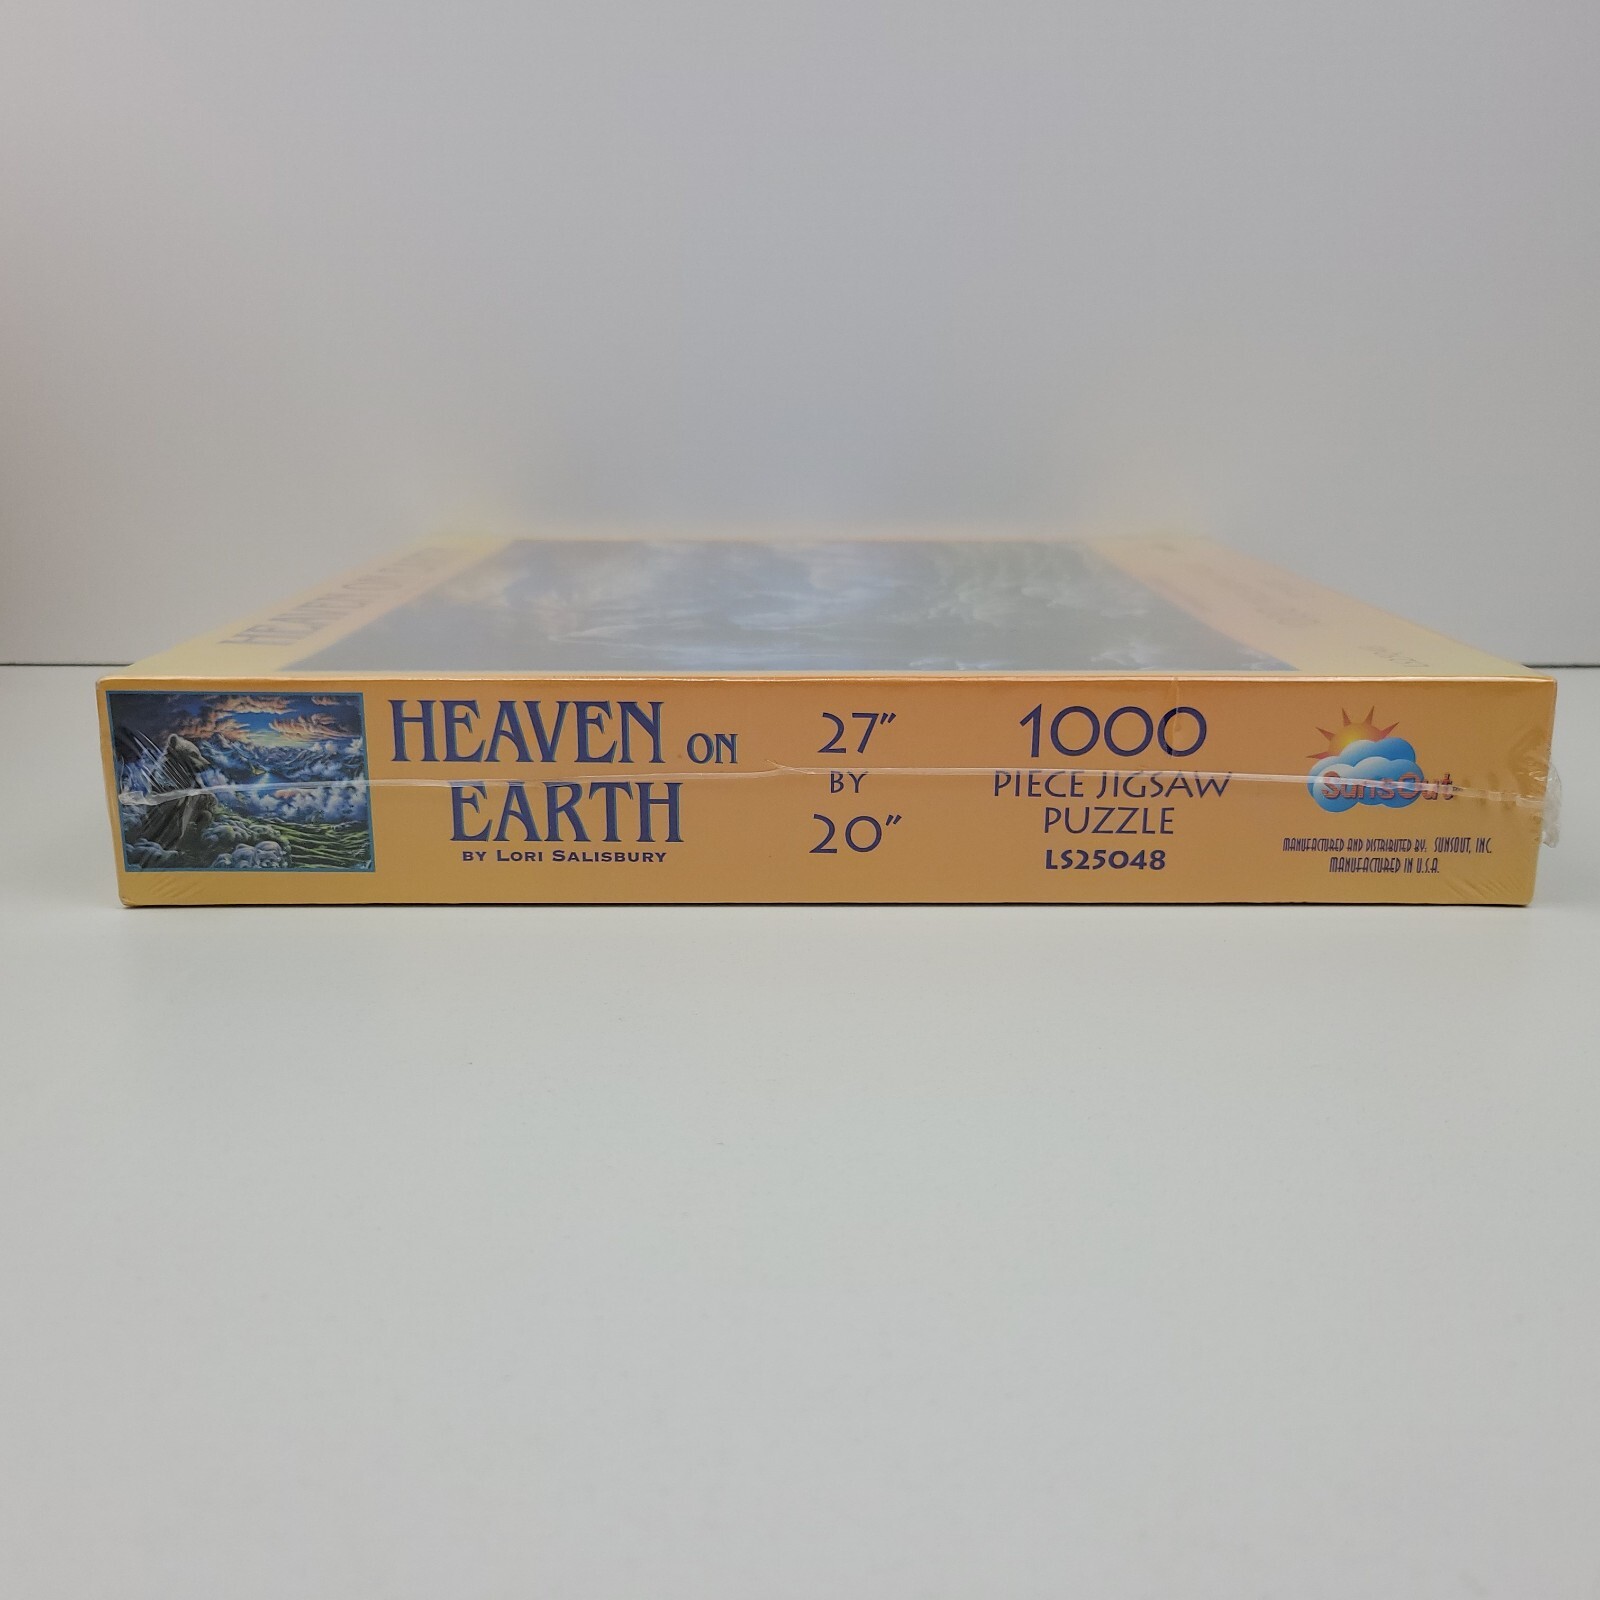 HEAVEN ON
EARTH
BY LORI SALISBURY
27"
BY
20"
1000
PIECE JIGSAW
PUZZLE
LS25048
SunsOut
MANUFACTURED AND DISTRIBUTED BY: SUNSOUT, INC.
MANUFACTURED IN U.S.A.